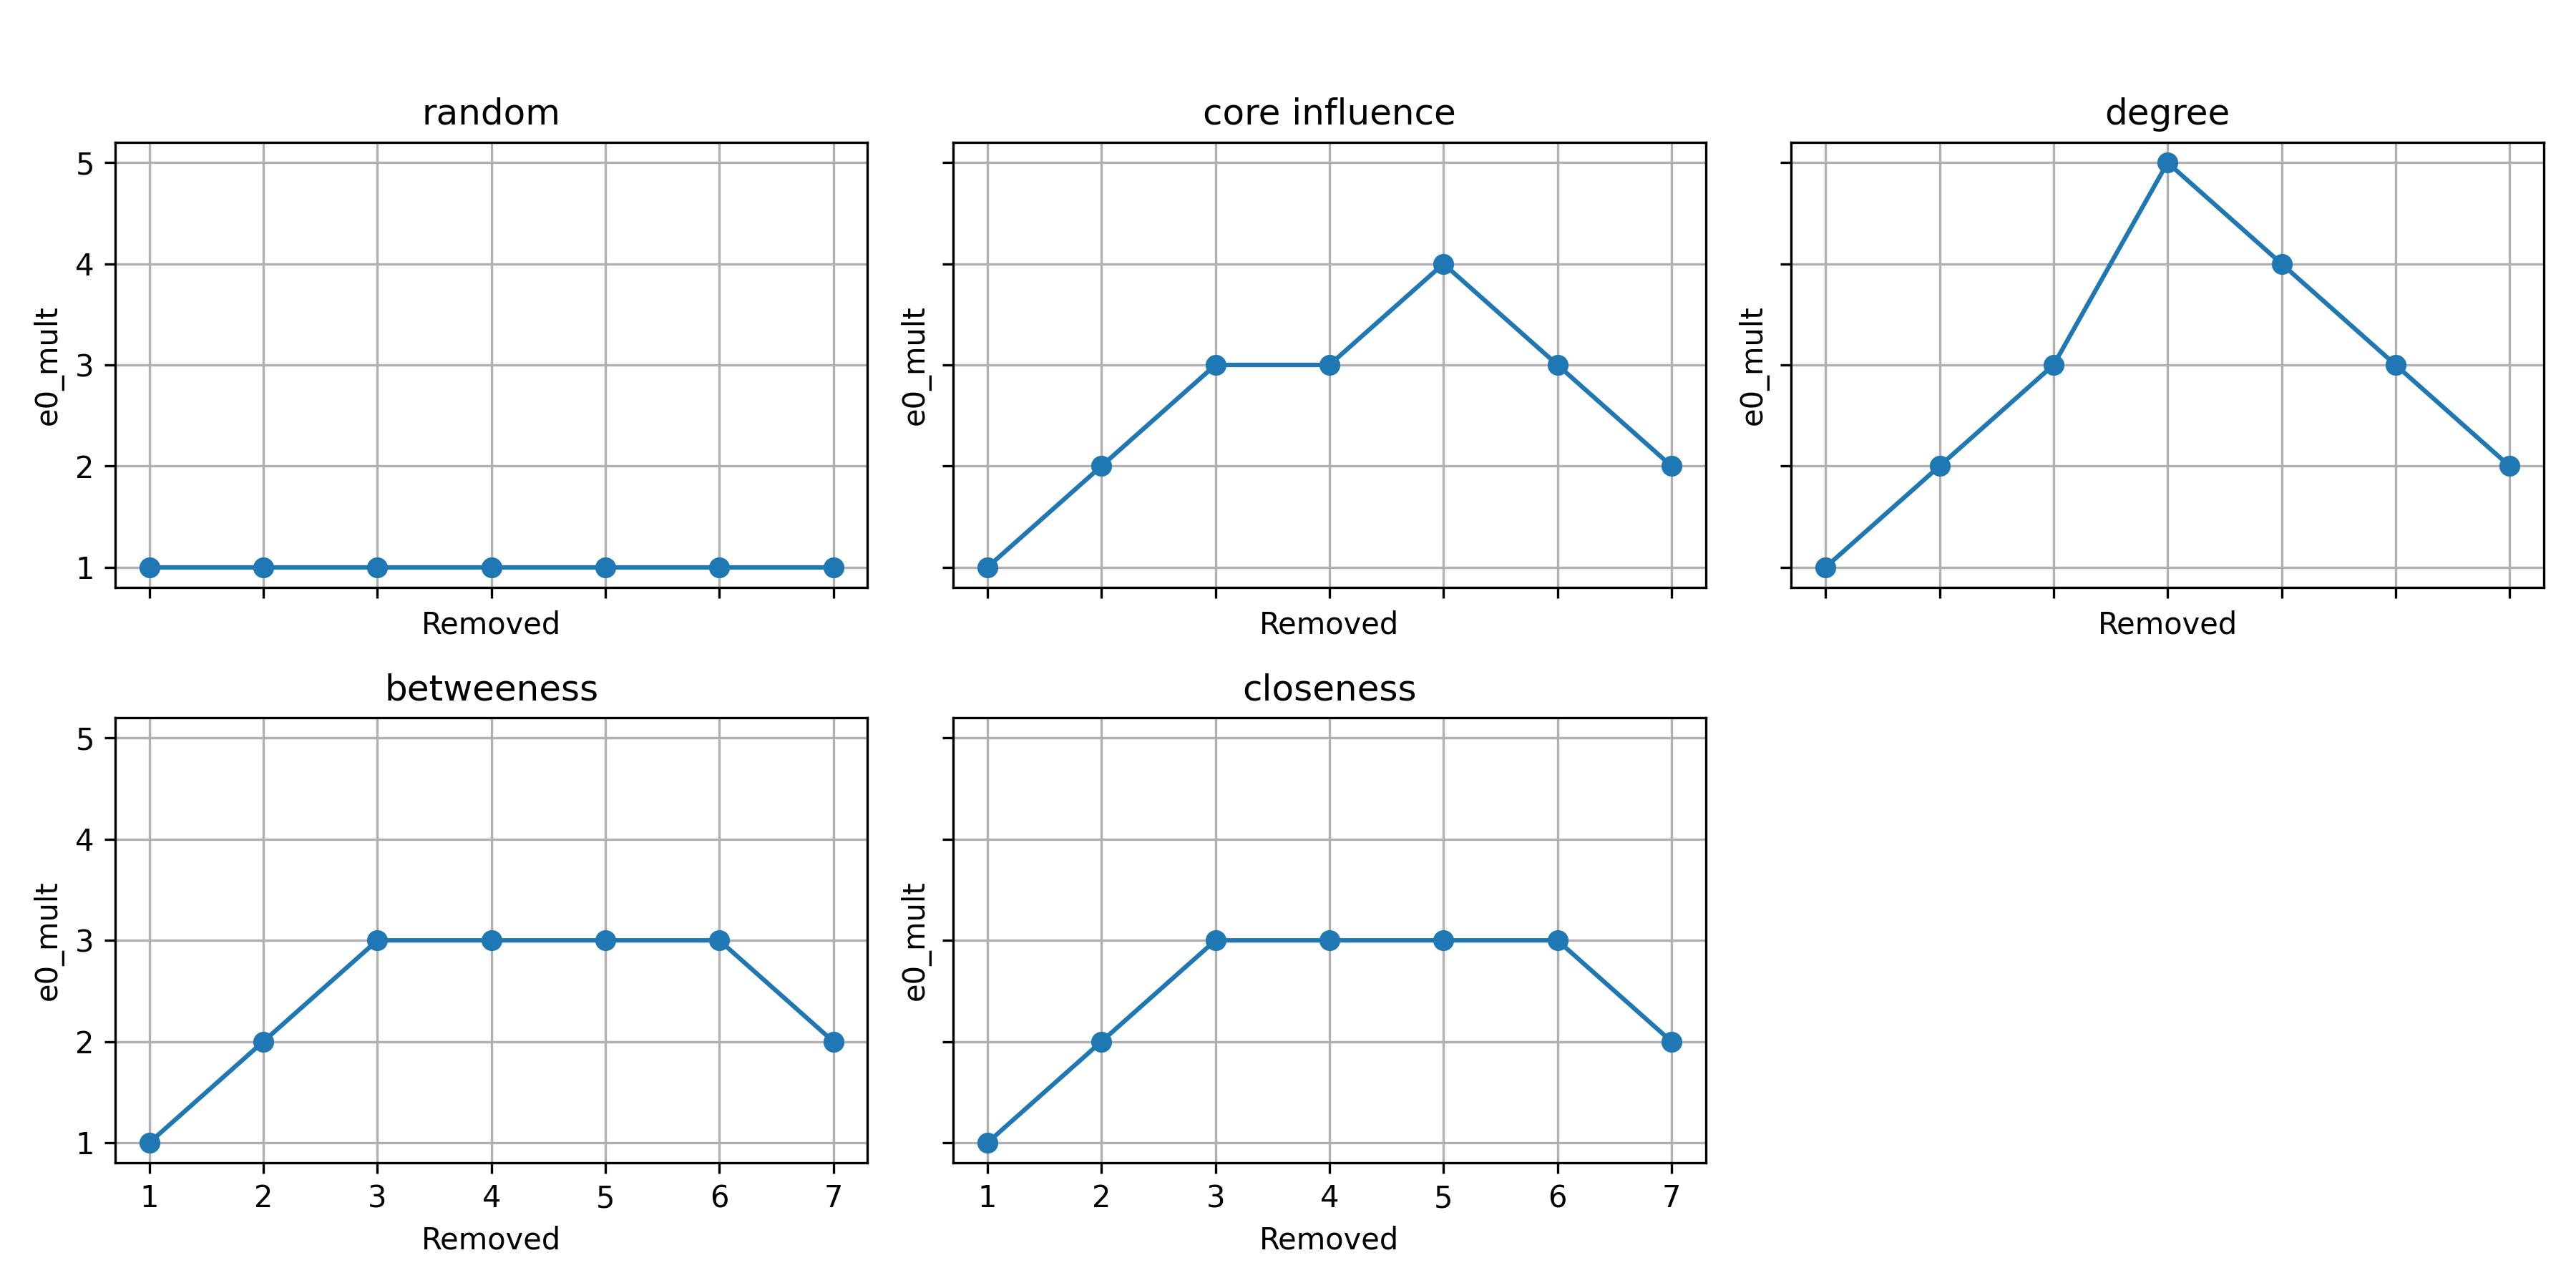 random
5
4
3
2
1
e0_mult
Removed
core influence
e0_mult
Removed
degree
e0_mult
Removed
betweeness
5
4
3
2
1
e0_mult
1 2 3 4 5 6 7
Removed
closeness
e0_mult
1 2 3 4 5 6 7
Removed